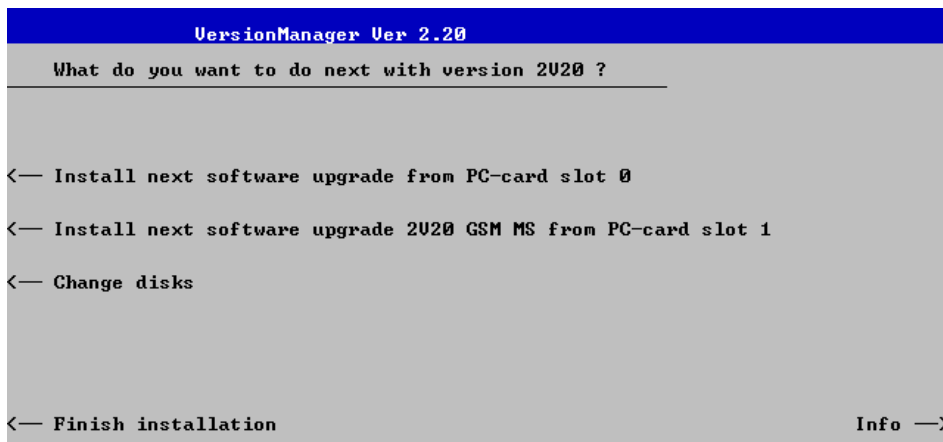 VersionManager Ver 2.20
What do you want to do next with version 2V20 ?
<── Install next software upgrade from PC-card slot 0
<── Install next software upgrade 2V20 GSM MS from PC-card slot 1
<── Change disks
<── Finish installation Info ──>